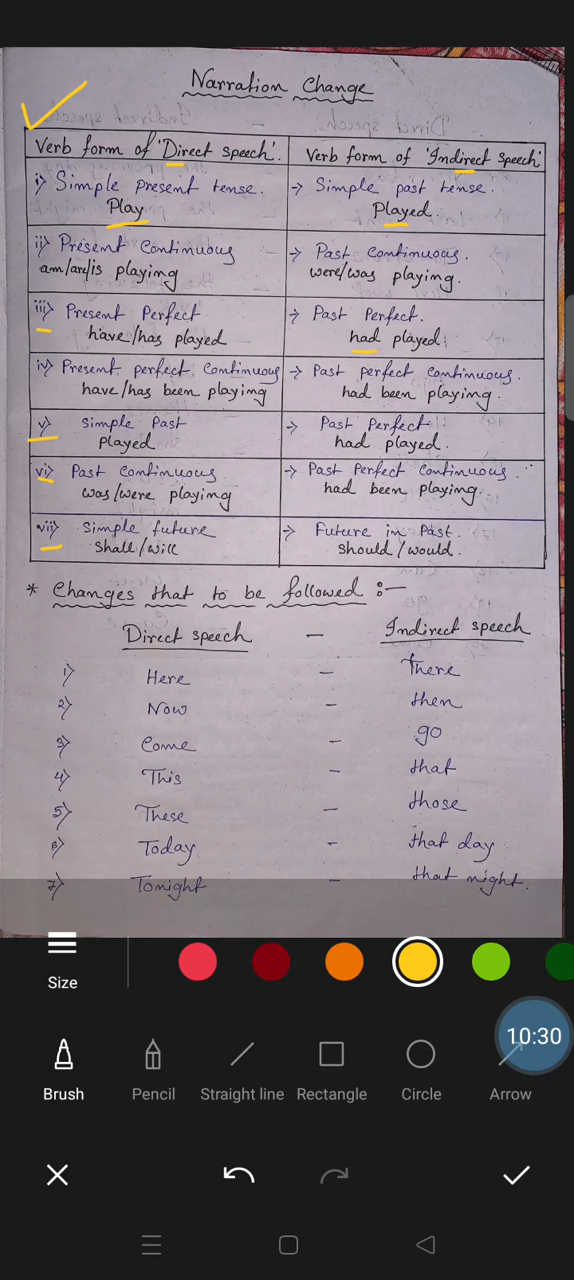 Narration Change
Verb form of 'Direct speech'. Verb form of 'Indirect speech'
i) Simple Present tense. → Simple past tense.
Play Played.
ii) Present Continuous → Past continuous.
am/are/is playing were/was playing.
iii) Present Perfect → Past Perfect.
have/has played had played.
iv) Present perfect Continuous → Past perfect continuous.
have/has been playing had been playing.
v) Simple Past → Past Perfect
played had played.
vi) Past Continuous → Past Perfect Continuous.
was/were playing had been playing.
vii) Simple future → Future in Past.
shall/will should/would.
* Changes that to be followed :—
Direct speech – Indirect speech
1) Here – There
2) Now – then
3) Come – go
4) This – that
5) These – those
6) Today – that day
7) Tonight – that night.
Size
10:30
Brush Pencil Straight line Rectangle Circle Arrow